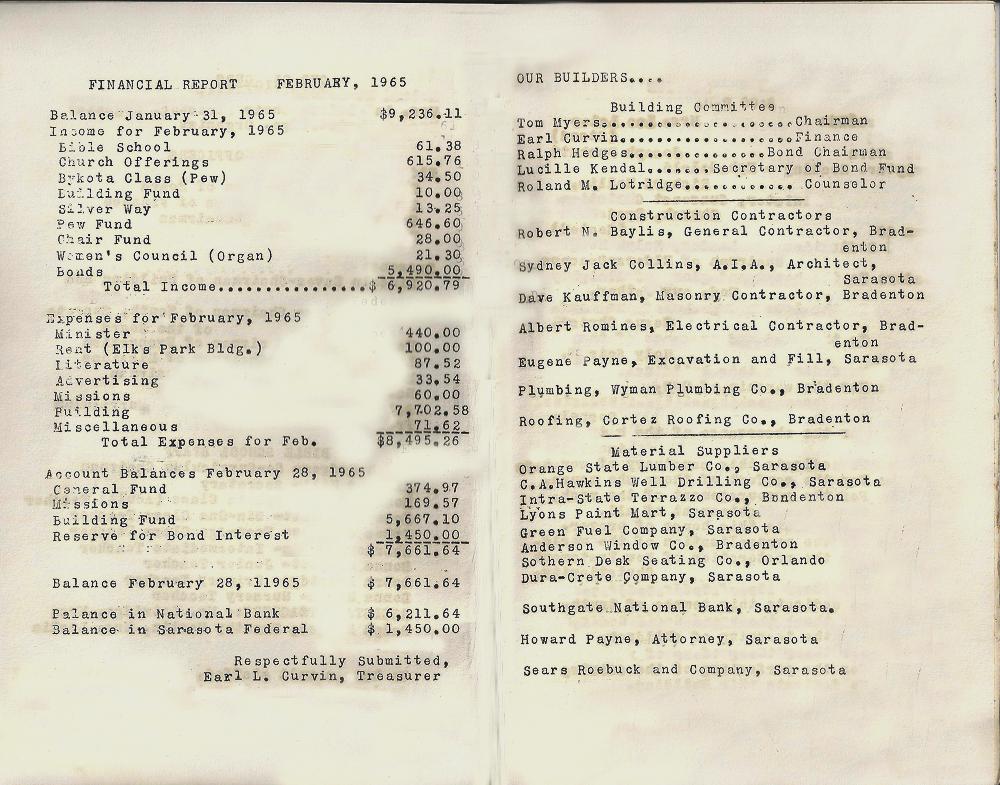 FINANCIAL REPORT FEBRUARY, 1965
Balance January 31, 1965 $9,236.11
Income for February, 1965
Bible School 61.38
Church Offerings 615.76
Bykota Class (Pew) 34.50
Building Fund 10.00
Silver Way 13.25
Pew Fund 646.60
Chair Fund 28.00
Women's Council (Organ) 21.30
Bonds 5,490.00
Total Income................$ 6,920.79
Expenses for February, 1965
Minister 440.00
Rent (Elks Park Bldg.) 100.00
Literature 87.52
Advertising 33.54
Missions 60.00
Building 7,702.58
Miscellaneous 71.62
Total Expenses for Feb. $8,495.26
Account Balances February 28, 1965
General Fund 374.97
Missions 169.57
Building Fund 5,667.10
Reserve for Bond Interest 1,450.00
$ 7,661.64
Balance February 28, 11965 $ 7,661.64
Balance in National Bank $ 6,211.64
Balance in Sarasota Federal $ 1,450.00
Respectfully Submitted,
Earl L. Curvin, Treasurer
OUR BUILDERS....
Building Committee
Tom Myers.......................Chairman
Earl Curvin.....................Finance
Ralph Hedges................Bond Chairman
Lucille Kendal.......Secretary of Bond Fund
Roland M. Lotridge............ Counselor
Construction Contractors
Robert N. Baylis, General Contractor, Brad-
enton
Sydney Jack Collins, A.I.A., Architect,
Sarasota
Dave Kauffman, Masonry Contractor, Bradenton
Albert Romines, Electrical Contractor, Brad-
enton
Eugene Payne, Excavation and Fill, Sarasota
Plumbing, Wyman Plumbing Co., Bradenton
Roofing, Cortez Roofing Co., Bradenton
Material Suppliers
Orange State Lumber Co., Sarasota
C.A.Hawkins Well Drilling Co., Sarasota
Intra-State Terrazzo Co., Bondenton
Lyons Paint Mart, Sarasota
Green Fuel Company, Sarasota
Anderson Window Co., Bradenton
Sothern Desk Seating Co., Orlando
Dura-Crete Company, Sarasota
Southgate National Bank, Sarasota.
Howard Payne, Attorney, Sarasota
Sears Roebuck and Company, Sarasota